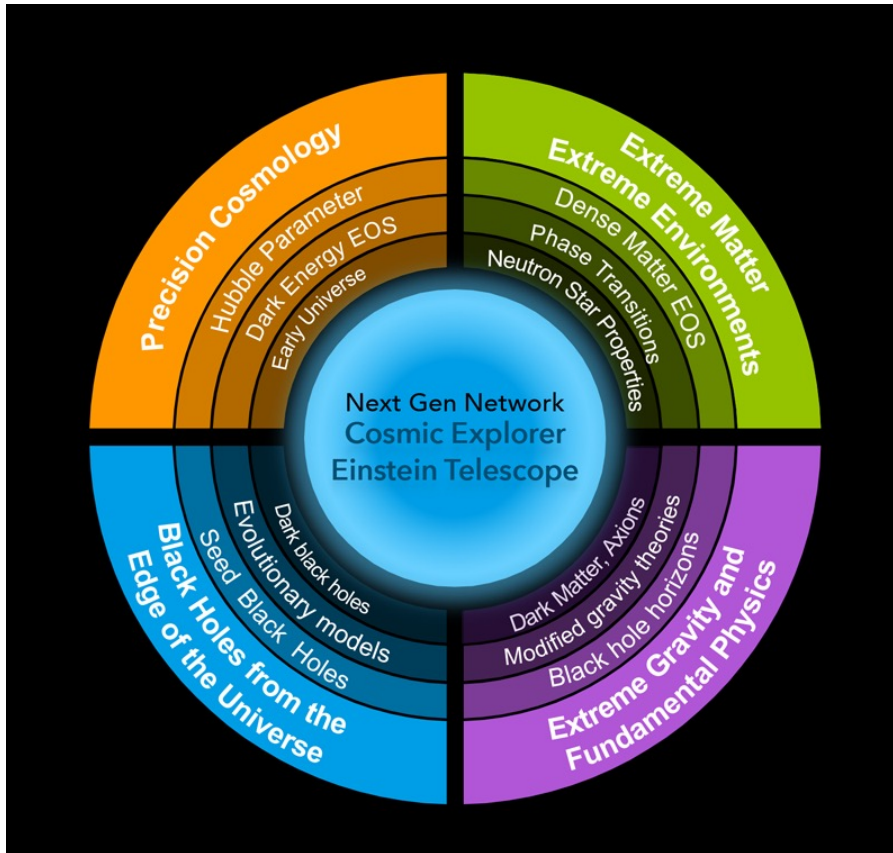 Precision Cosmology
Hubble Parameter
Dark Energy EOS
Early Universe
Extreme Matter
Extreme Environments
Dense Matter EOS
Phase Transitions
Neutron Star Properties
Next Gen Network
Cosmic Explorer
Einstein Telescope
Dark black holes
Evolutionary models
Seed Black Holes
Black Holes from the
Edge of the Universe
Dark Matter, Axions
Modified gravity theories
Black hole horizons
Extreme Gravity and
Fundamental Physics